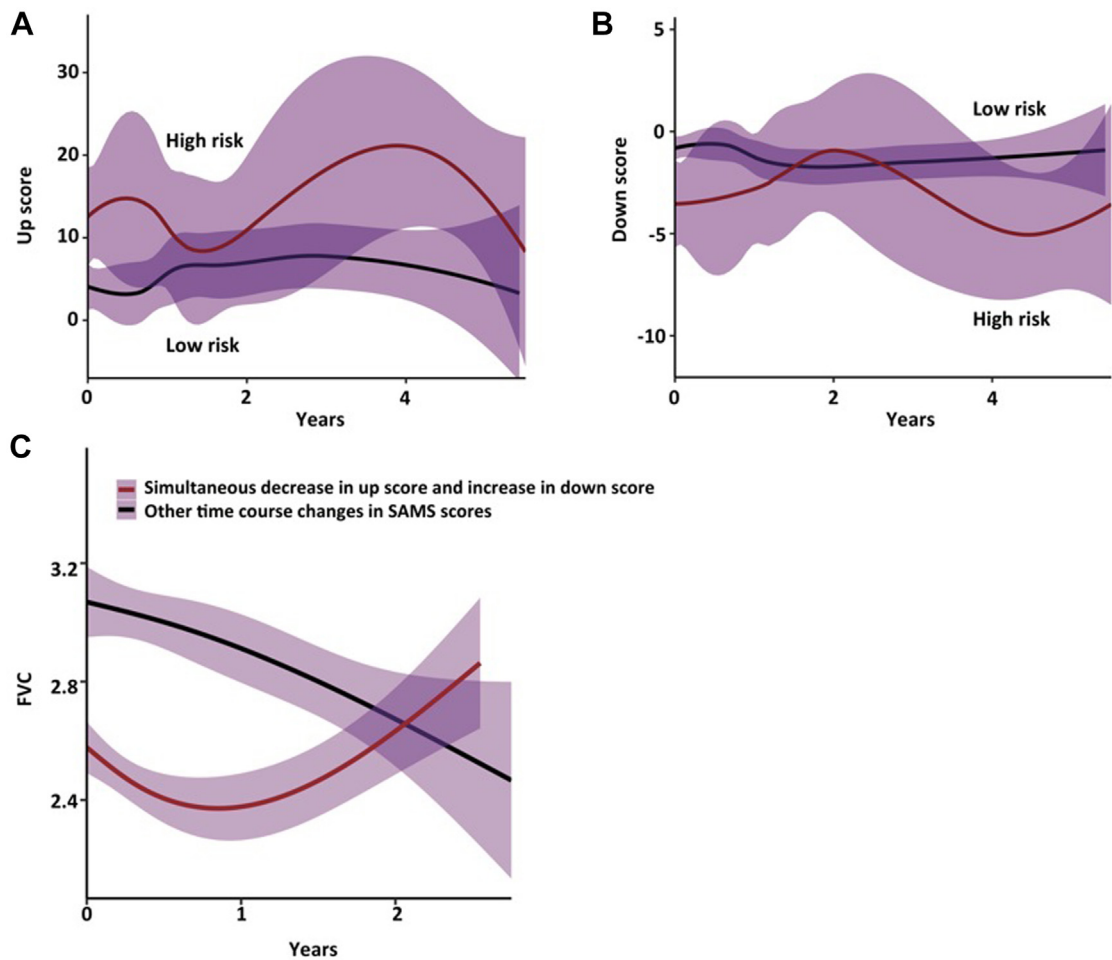 A
Up score
30
20
10
0
High risk
Low risk
0
2
4
Years
B
Down score
5
0
-5
-10
Low risk
High risk
0
2
4
Years
C
Simultaneous decrease in up score and increase in down score
Other time course changes in SAMS scores
FVC
3.2
2.8
2.4
0
1
2
Years